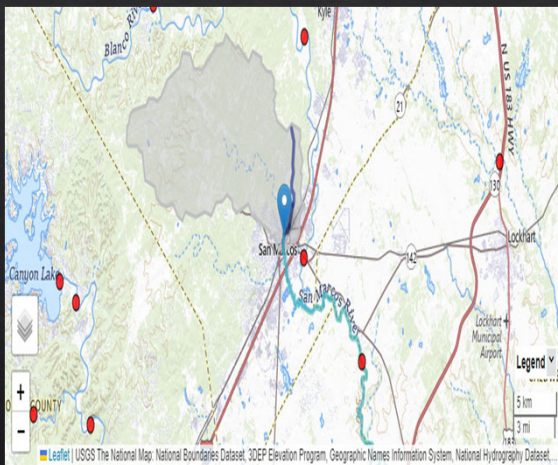 Kyle
Blanco Riv
N US 183 HWY
21
130
Lockhart
San Marcos
142
Canyon Lake
San Marcos River
Lockhart
Municipal
Airport
Legend
+
5 km
COUNTY
−
3 mi
183
Leaflet | USGS The National Map: National Boundaries Dataset, 3DEP Elevation Program, Geographic Names Information System, National Hydrography Dataset,